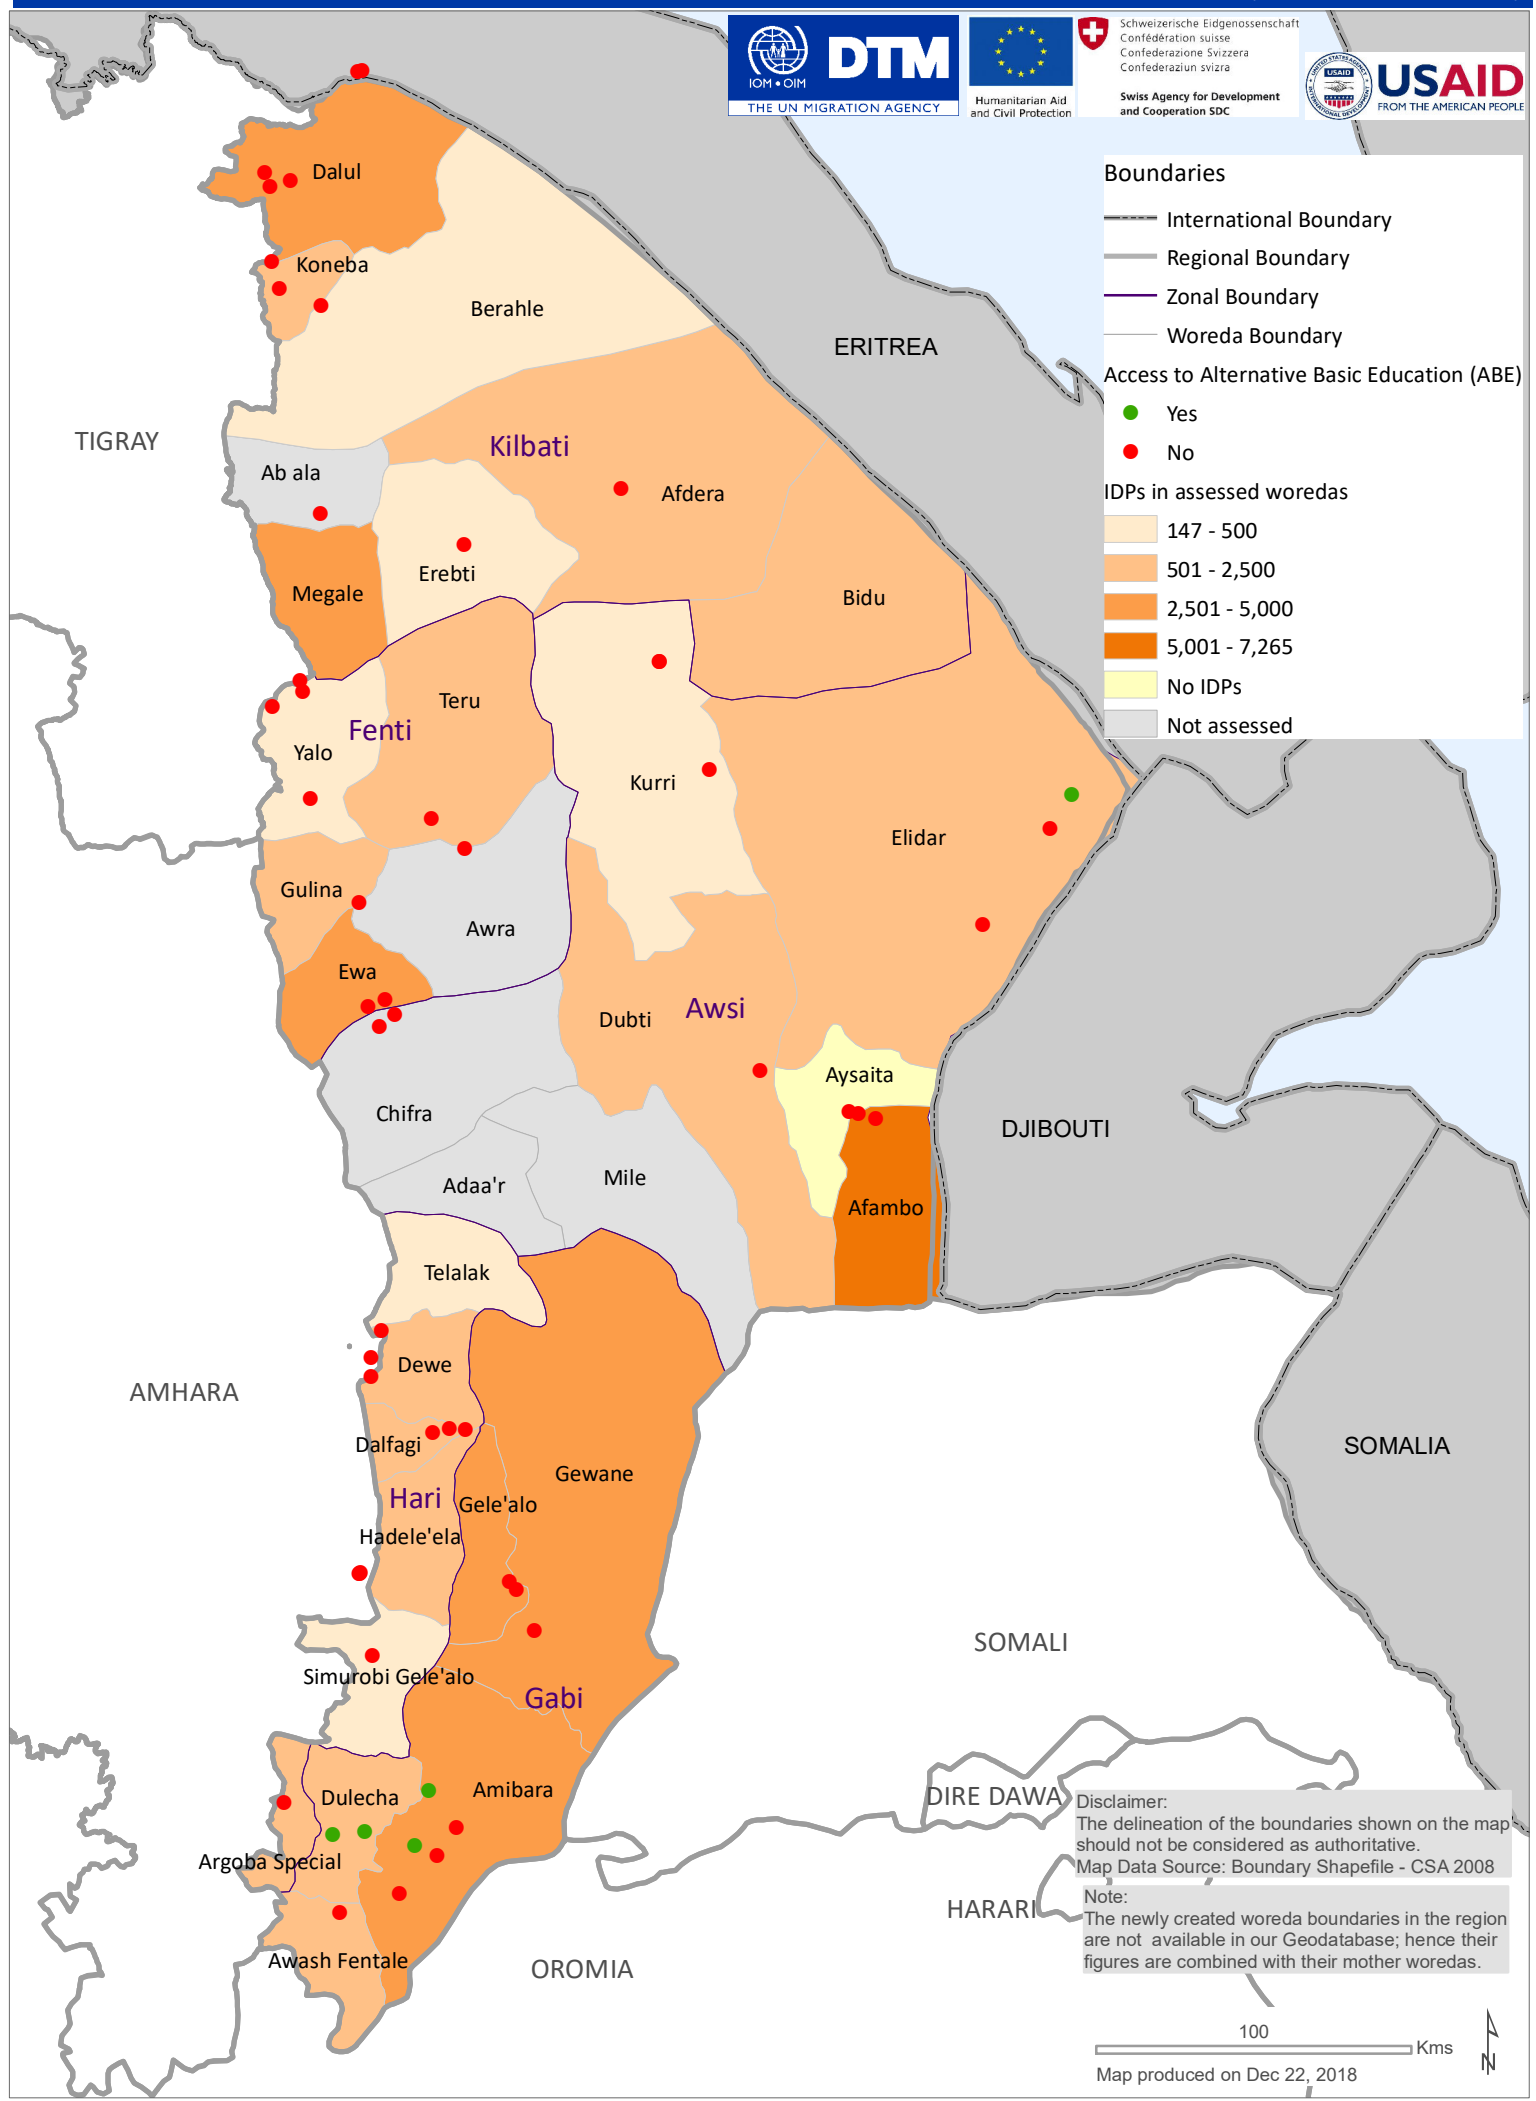 IOM • OIM
DTM
THE UN MIGRATION AGENCY
Humanitarian Aid
and Civil Protection
Schweizerische Eidgenossenschaft
Confédération suisse
Confederazione Svizzera
Confederaziun svizra
Swiss Agency for Development
and Cooperation SDC
USAID
USAID
FROM THE AMERICAN PEOPLE
Boundaries
International Boundary
Regional Boundary
Zonal Boundary
Woreda Boundary
Access to Alternative Basic Education (ABE)
Yes
No
IDPs in assessed woredas
147 - 500
501 - 2,500
2,501 - 5,000
5,001 - 7,265
No IDPs
Not assessed
Dalul
Koneba
Berahle
ERITREA
TIGRAY
Kilbati
Ab ala
Afdera
Erebti
Megale
Bidu
Teru
Fenti
Yalo
Kurri
Elidar
Gulina
Awra
Ewa
Dubti
Awsi
Aysaita
Chifra
DJIBOUTI
Adaa'r
Mile
Afambo
Telalak
Dewe
AMHARA
Dalfagi
SOMALIA
Gewane
Hari
Gele'alo
Hadele'ela
SOMALI
Simurobi Gele'alo
Gabi
Dulecha
Amibara
DIRE DAWA
Argoba Special
HARARI
Awash Fentale
OROMIA
Disclaimer:
The delineation of the boundaries shown on the map
should not be considered as authoritative.
Map Data Source: Boundary Shapefile - CSA 2008
Note:
The newly created woreda boundaries in the region
are not available in our Geodatabase; hence their
figures are combined with their mother woredas.
100
Kms
N
Map produced on Dec 22, 2018